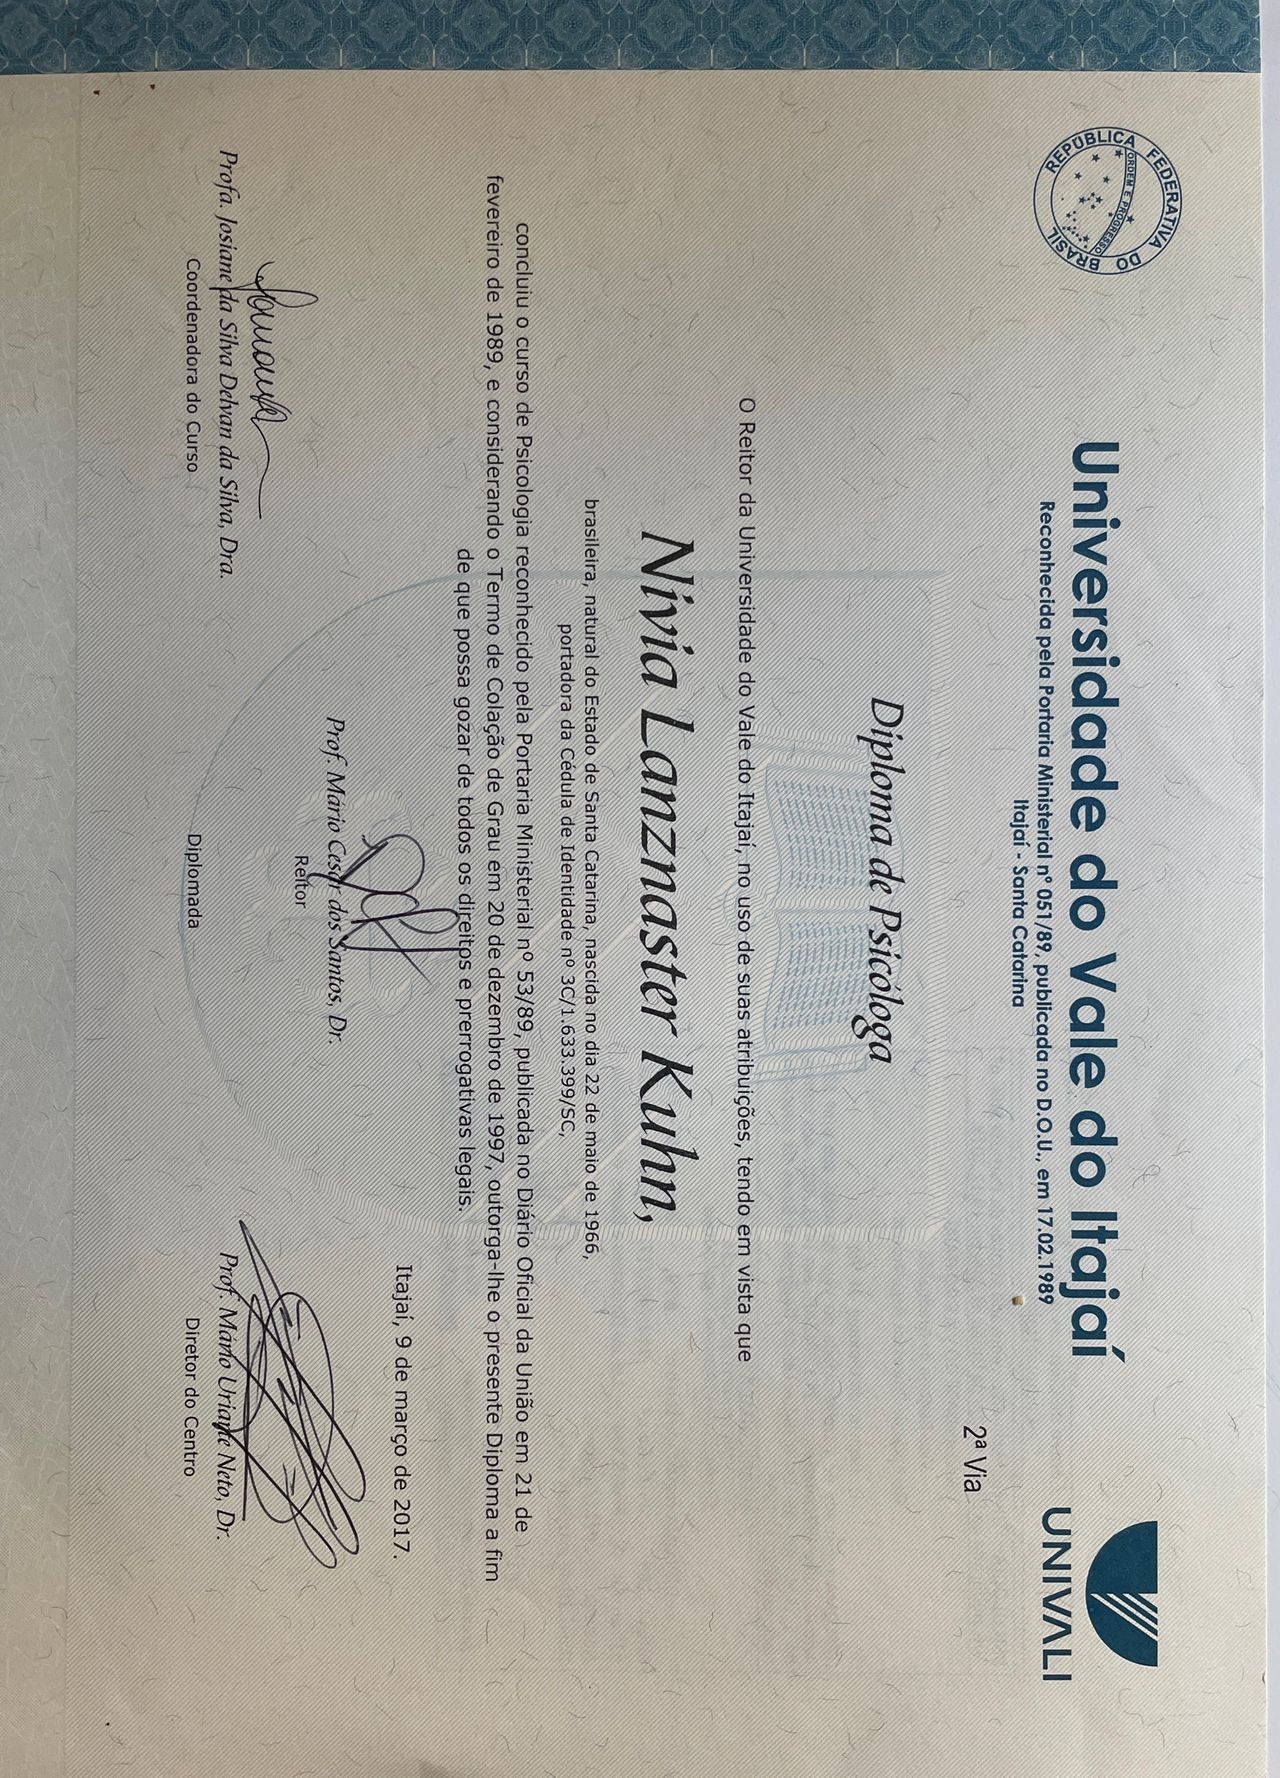 REPÚBLICA FEDERATIVA DO BRASIL
ORDEM E PROGRESSO
Universidade do Vale do Itajaí
Reconhecida pela Portaria Ministerial nº 051/89, publicada no D.O.U., em 17.02.1989
Itajaí - Santa Catarina
UNIVALI
2ª Via
Diploma de Psicóloga
O Reitor da Universidade do Vale do Itajaí, no uso de suas atribuições, tendo em vista que
Nivia Lanznaster Kuhn,
brasileira, natural do Estado de Santa Catarina, nascida no dia 22 de maio de 1966,
portadora da Cédula de Identidade nº 3C/1.633.399/SC,
concluiu o curso de Psicologia reconhecido pela Portaria Ministerial nº 53/89, publicada no Diário Oficial da União em 21 de
fevereiro de 1989, e considerando o Termo de Colação de Grau em 20 de dezembro de 1997, outorga-lhe o presente Diploma a fim
de que possa gozar de todos os direitos e prerrogativas legais.
Itajaí, 9 de março de 2017.
Prof. Mário Cesar dos Santos, Dr.
Reitor
Profa. Josiane da Silva Delvan da Silva, Dra.
Coordenadora do Curso
Diplomada
Prof. Mário Uriarte Neto, Dr.
Diretor do Centro